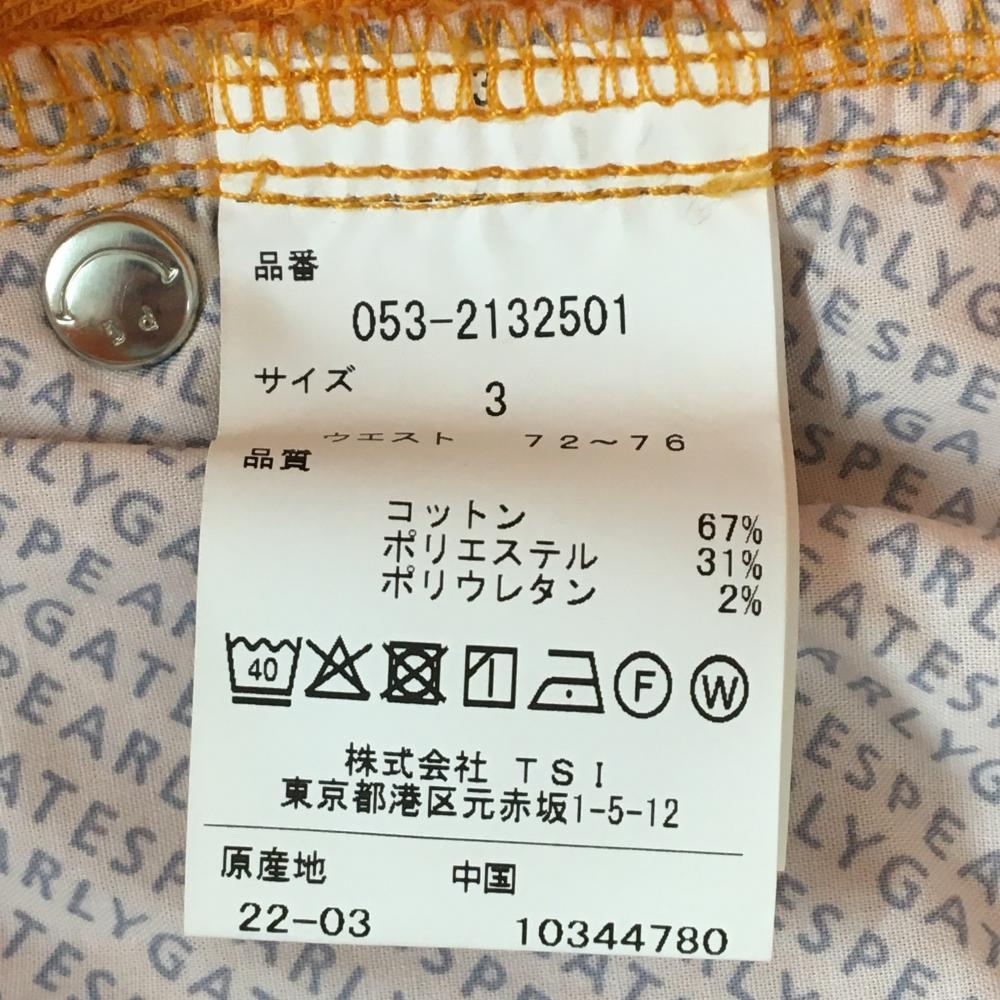 3
品番
053-2132501
サイズ
3
ウエスト 72~76
品質
コットン 67%
ポリエステル 31%
ポリウレタン 2%
40 F W
株式会社 TSI
東京都港区元赤坂1-5-12
原産地 中国
22-03 10344780
PEARLYGATES